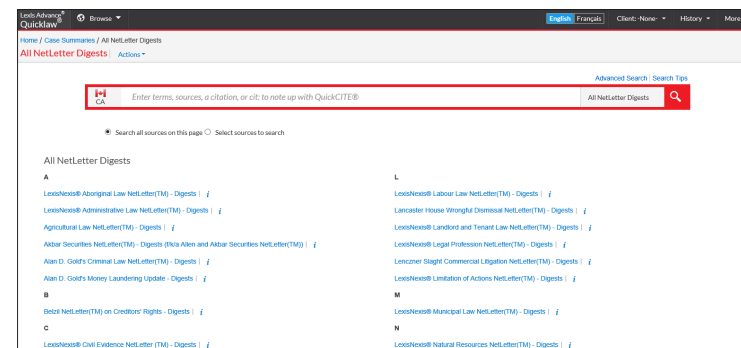 Lexis Advance® Quicklaw® Browse English Français Client: -None- History More
Home / Case Summaries / All NetLetter Digests
All NetLetter Digests | Actions
Advanced Search | Search Tips
CA Enter terms, sources, a citation, or cit: to note up with QuickCITE® All NetLetter Digests
Search all sources on this page Select sources to search
All NetLetter Digests
A
LexisNexis® Aboriginal Law NetLetter(TM) - Digests | i
LexisNexis® Administrative Law NetLetter(TM) - Digests | i
Agricultural Law NetLetter(TM) - Digests | i
Akbar Securities NetLetter(TM) - Digests (f/k/a Allen and Akbar Securities NetLetter(TM)) | i
Alan D. Gold's Criminal Law NetLetter(TM) - Digests | i
Alan D. Gold's Money Laundering Update - Digests | i
B
Belzil NetLetter(TM) on Creditors' Rights - Digests | i
C
LexisNexis® Civil Evidence NetLetter (TM) - Digests | i
L
LexisNexis® Labour Law NetLetter(TM) - Digests | i
Lancaster House Wrongful Dismissal NetLetter(TM) - Digests | i
LexisNexis® Landlord and Tenant Law NetLetter(TM) - Digests | i
LexisNexis® Legal Profession NetLetter(TM) - Digests | i
Lenczner Slaght Commercial Litigation NetLetter(TM) - Digests | i
LexisNexis® Limitation of Actions NetLetter(TM) - Digests | i
M
LexisNexis® Municipal Law NetLetter(TM) - Digests | i
N
LexisNexis® Natural Resources NetLetter(TM) - Digests | i